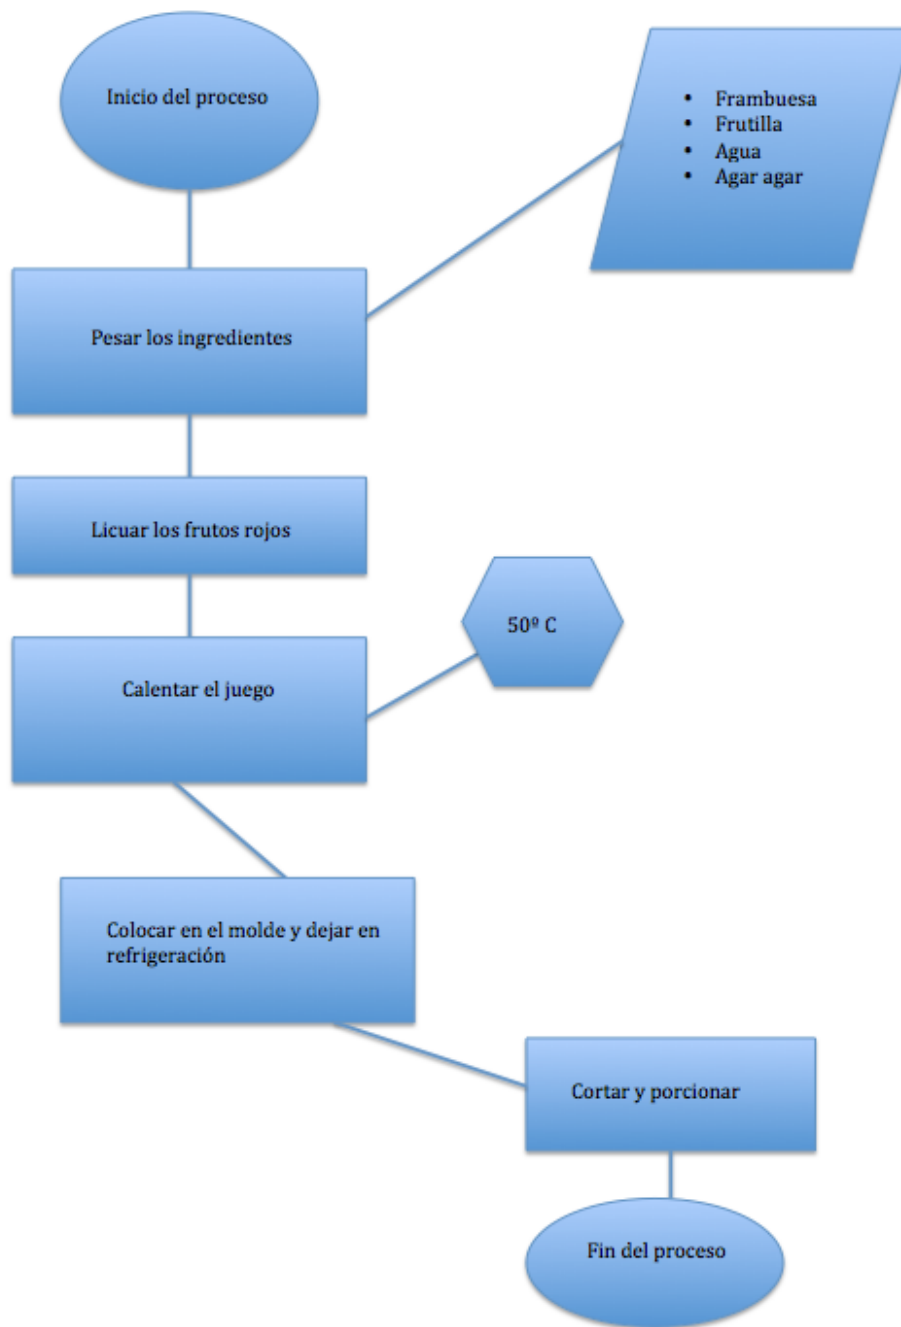 Inicio del proceso
• Frambuesa
• Frutilla
• Agua
• Agar agar
Pesar los ingredientes
Licuar los frutos rojos
50º C
Calentar el juego
Colocar en el molde y dejar en
refrigeración
Cortar y porcionar
Fin del proceso